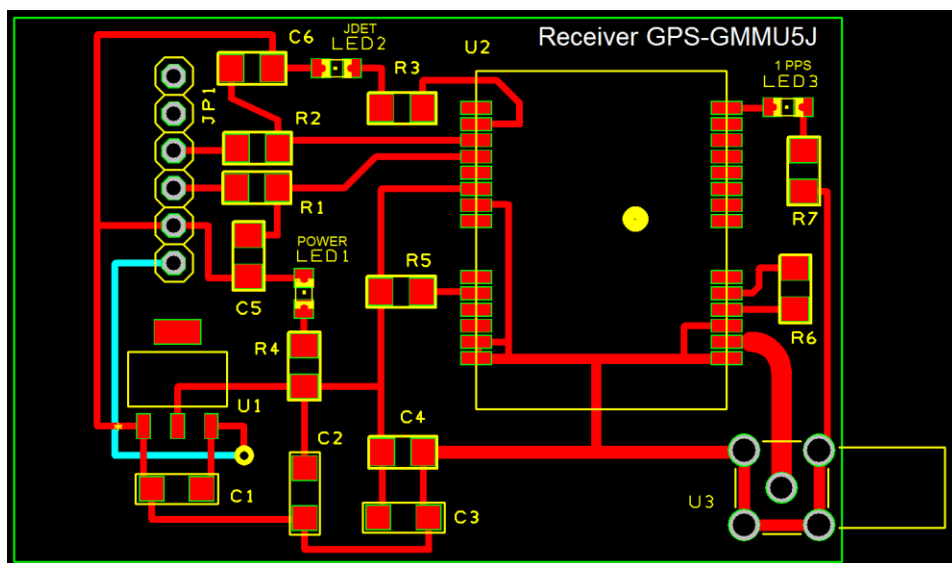 Receiver GPS-GMMU5J
C6
JDET
LED2
U2
R3
1 PPS
LED3
JP1
R2
R1
R7
POWER
LED1
R5
C5
R4
R6
U1
C4
C2
C1
C3
U3